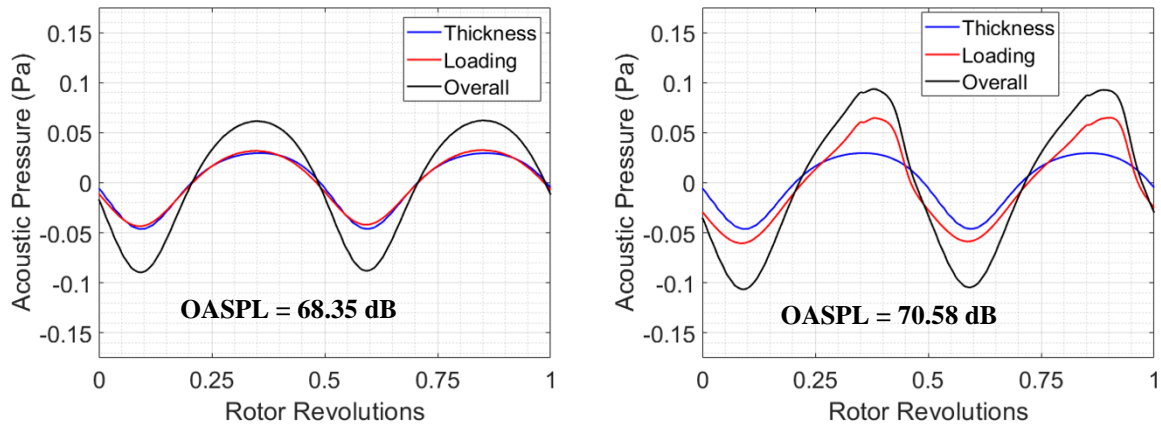 0.15
0.1
0.05
0
-0.05
-0.1
-0.15
Acoustic Pressure (Pa)
Thickness
Loading
Overall
OASPL = 68.35 dB
0 0.25 0.5 0.75 1
Rotor Revolutions
0.15
0.1
0.05
0
-0.05
-0.1
-0.15
Acoustic Pressure (Pa)
Thickness
Loading
Overall
OASPL = 70.58 dB
0 0.25 0.5 0.75 1
Rotor Revolutions